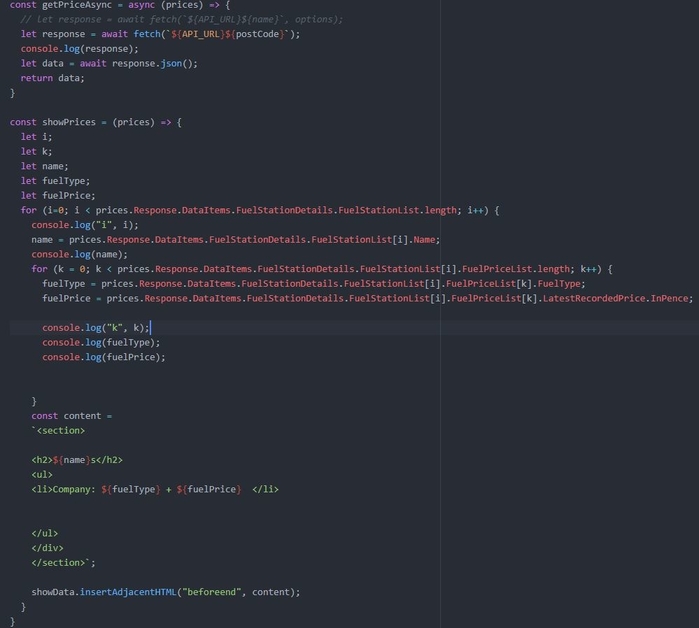 const getPriceAsync = async (prices) => {
  // let response = await fetch(`${API_URL}${name}`, options);
  let response = await fetch(`${API_URL}${postCode}`);
  console.log(response);
  let data = await response.json();
  return data;
}
const showPrices = (prices) => {
  let i;
  let k;
  let name;
  let fuelType;
  let fuelPrice;
  for (i=0; i < prices.Response.DataItems.FuelStationDetails.FuelStationList.length; i++) {
    console.log("i", i);
    name = prices.Response.DataItems.FuelStationDetails.FuelStationList[i].Name;
    console.log(name);
    for (k = 0; k < prices.Response.DataItems.FuelStationDetails.FuelStationList[i].FuelPriceList.length; k++) {
      fuelType = prices.Response.DataItems.FuelStationDetails.FuelStationList[i].FuelPriceList[k].FuelType;
      fuelPrice = prices.Response.DataItems.FuelStationDetails.FuelStationList[i].FuelPriceList[k].LatestRecordedPrice.InPence;
      console.log("k", k);
      console.log(fuelType);
      console.log(fuelPrice);
    }
    const content =
    `<section>
    <h2>${name}s</h2>
    <ul>
    <li>Company: ${fuelType} + ${fuelPrice}  </li>
    </ul>
    </div>
    </section>`;
    showData.insertAdjacentHTML("beforeend", content);
  }
}